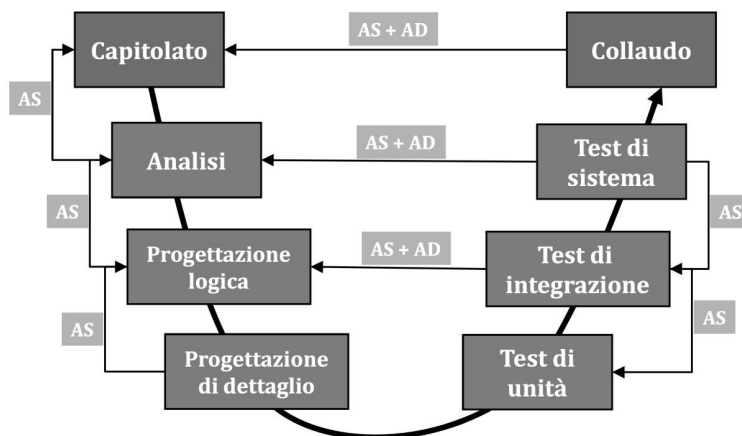 AS + AD
Capitolato
Collaudo
AS
AS + AD
Analisi
Test di
sistema
AS
AS
AS + AD
Progettazione
logica
Test di
integrazione
AS
AS
Progettazione
di dettaglio
Test di
unità